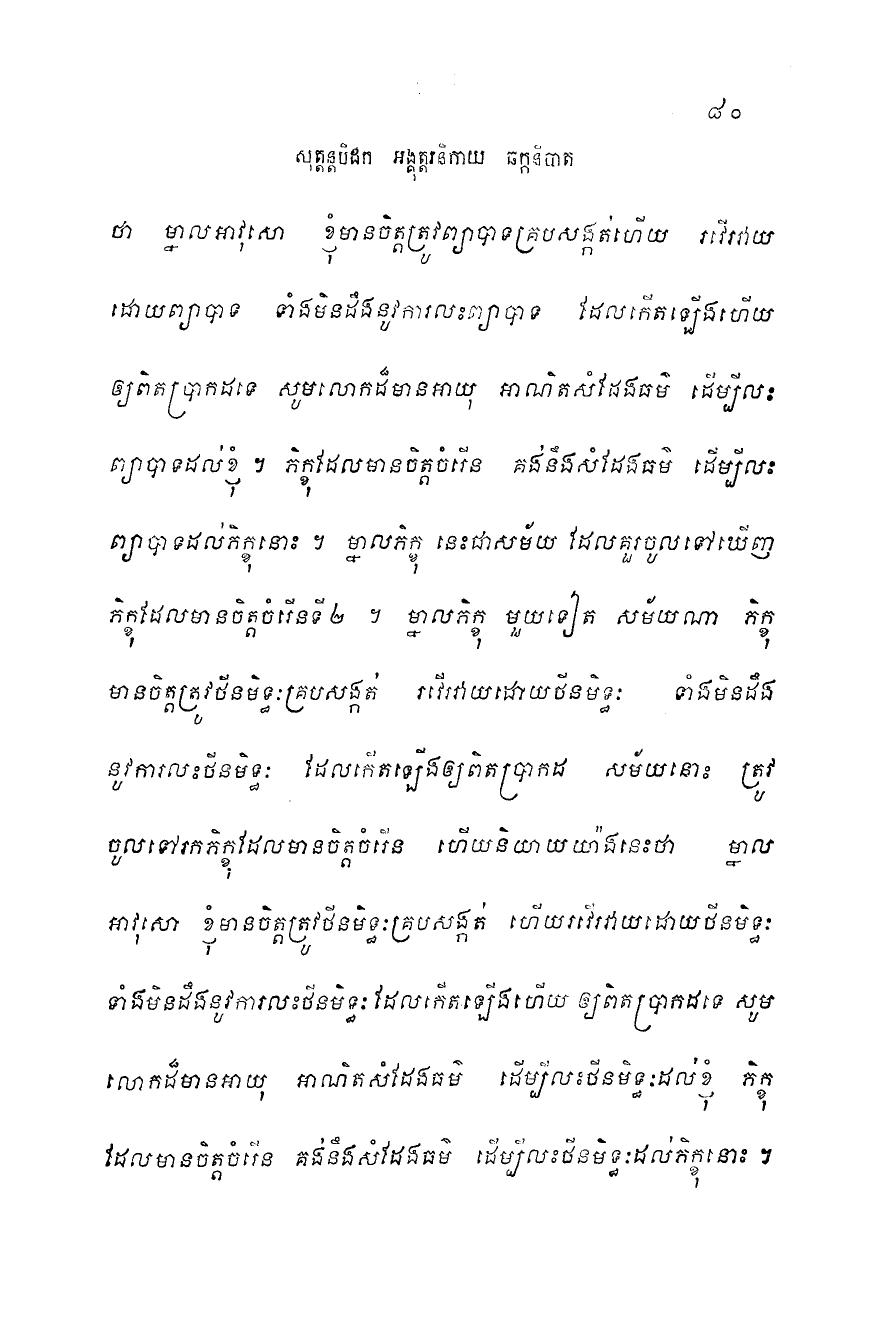 ៨០
សុត្តន្តបិដក អង្គុត្តរនិកាយ ឆក្កនិបាត
ថា ម្នាលអាវុសោ ខ្ញុំមានចិត្តត្រូវព្យាបាទគ្របសង្កត់ហើយ រវើរវាយ
ដោយព្យាបាទ ទាំងមិនដឹងនូវការលះព្យាបាទ ដែលកើតឡើងហើយ
ឲ្យពិតប្រាកដទេ សូមលោកដ៏មានអាយុ អាណិតសំដែងធម៌ ដើម្បីលះ
ព្យាបាទដល់ខ្ញុំ ។ ភិក្ខុដែលមានចិត្តចំរើន គង់នឹងសំដែងធម៌ ដើម្បីលះ
ព្យាបាទដល់ភិក្ខុនោះ ។ ម្នាលភិក្ខុ នេះជាសម័យ ដែលគួរចូលទៅឃើញ
ភិក្ខុដែលមានចិត្តចំរើនទី២ ។ ម្នាលភិក្ខុ មួយទៀត សម័យណា ភិក្ខុ
មានចិត្តត្រូវថីនមិទ្ធៈគ្របសង្កត់ រវើរវាយដោយថីនមិទ្ធៈ ទាំងមិនដឹង
នូវការលះថីនមិទ្ធៈ ដែលកើតឡើងឲ្យពិតប្រាកដ សម័យនោះ ត្រូវ
ចូលទៅរកភិក្ខុដែលមានចិត្តចំរើន ហើយនិយាយយ៉ាងនេះថា ម្នាល
អាវុសោ ខ្ញុំមានចិត្តត្រូវថីនមិទ្ធៈគ្របសង្កត់ ហើយរវើរវាយដោយថីនមិទ្ធៈ
ទាំងមិនដឹងនូវការលះថីនមិទ្ធៈ ដែលកើតឡើងហើយ ឲ្យពិតប្រាកដទេ សូម
លោកដ៏មានអាយុ អាណិតសំដែងធម៌ ដើម្បីលះថីនមិទ្ធៈដល់ខ្ញុំ ភិក្ខុ
ដែលមានចិត្តចំរើន គង់នឹងសំដែងធម៌ ដើម្បីលះថីនមិទ្ធៈដល់ភិក្ខុនោះ ។